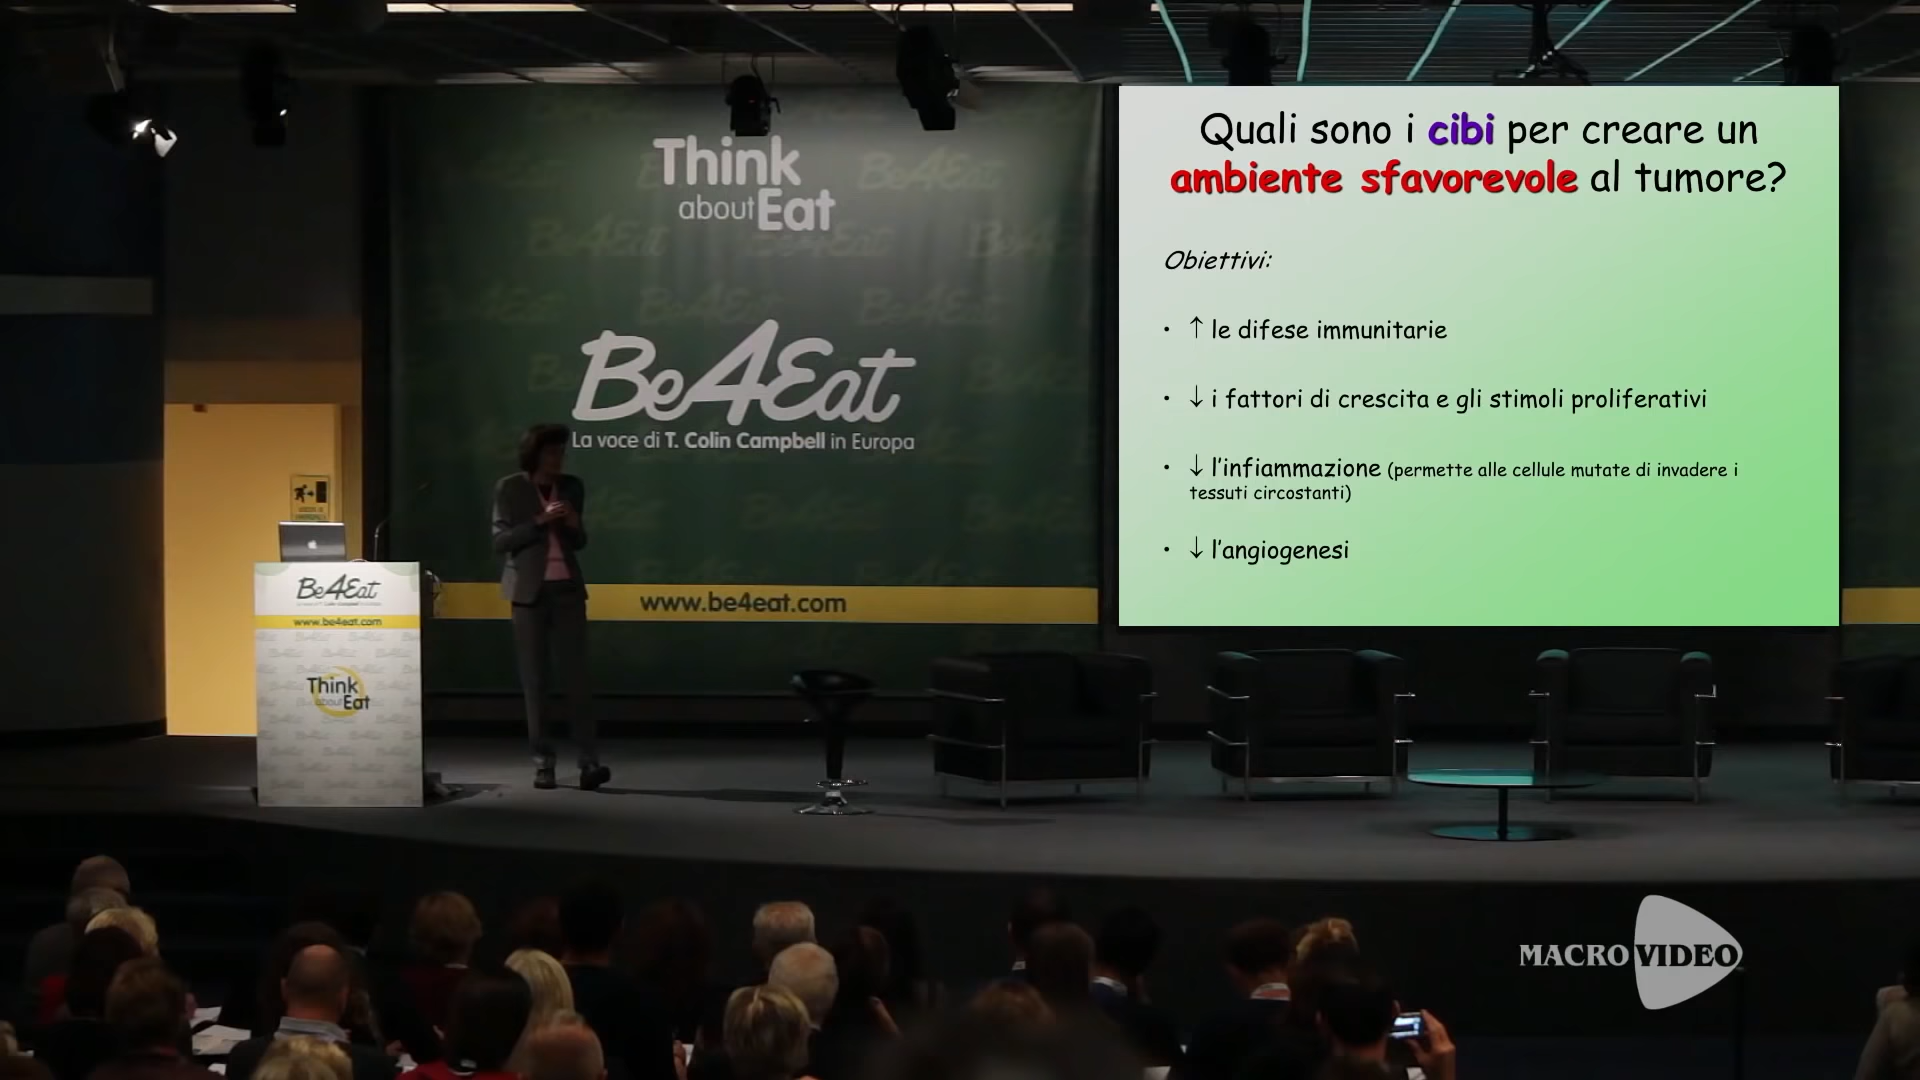 Think
about Eat
Be4Eat
La voce di T. Colin Campbell in Europa
www.be4eat.com
Be4Eat
www.be4eat.com
Think
about Eat
Quali sono i cibi per creare un
ambiente sfavorevole al tumore?
Obiettivi:
• ↑ le difese immunitarie
• ↓ i fattori di crescita e gli stimoli proliferativi
• ↓ l'infiammazione (permette alle cellule mutate di invadere i
tessuti circostanti)
• ↓ l'angiogenesi
MACRO VIDEO